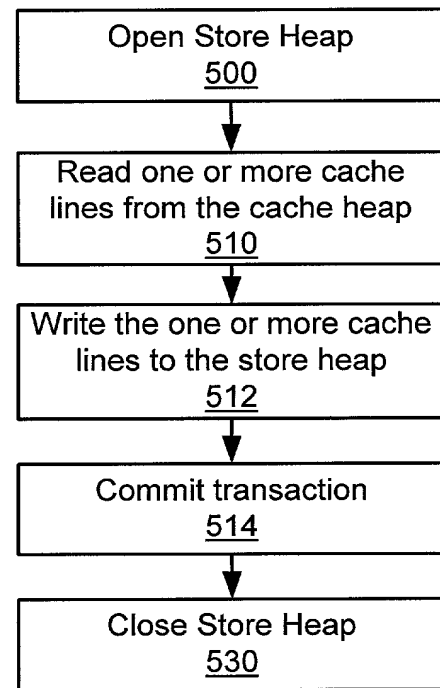 Open Store Heap
500
Read one or more cache
lines from the cache heap
510
Write the one or more cache
lines to the store heap
512
Commit transaction
514
Close Store Heap
530